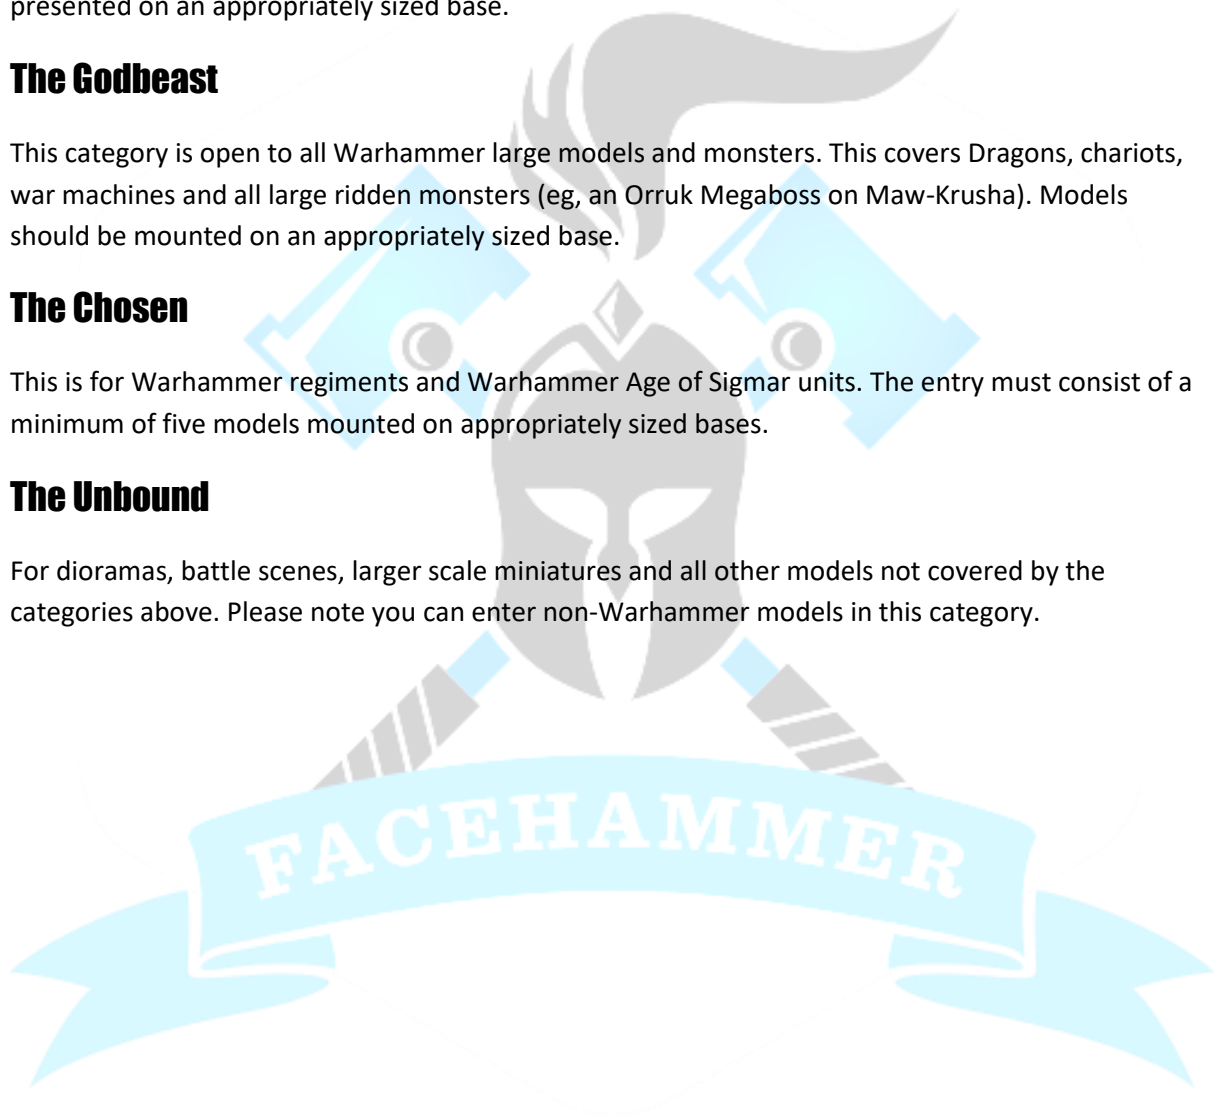 presented on an appropriately sized base.
The Godbeast
This category is open to all Warhammer large models and monsters. This covers Dragons, chariots,
war machines and all large ridden monsters (eg, an Orruk Megaboss on Maw-Krusha). Models
should be mounted on an appropriately sized base.
The Chosen
This is for Warhammer regiments and Warhammer Age of Sigmar units. The entry must consist of a
minimum of five models mounted on appropriately sized bases.
The Unbound
For dioramas, battle scenes, larger scale miniatures and all other models not covered by the
categories above. Please note you can enter non-Warhammer models in this category.
FACEHAMMER